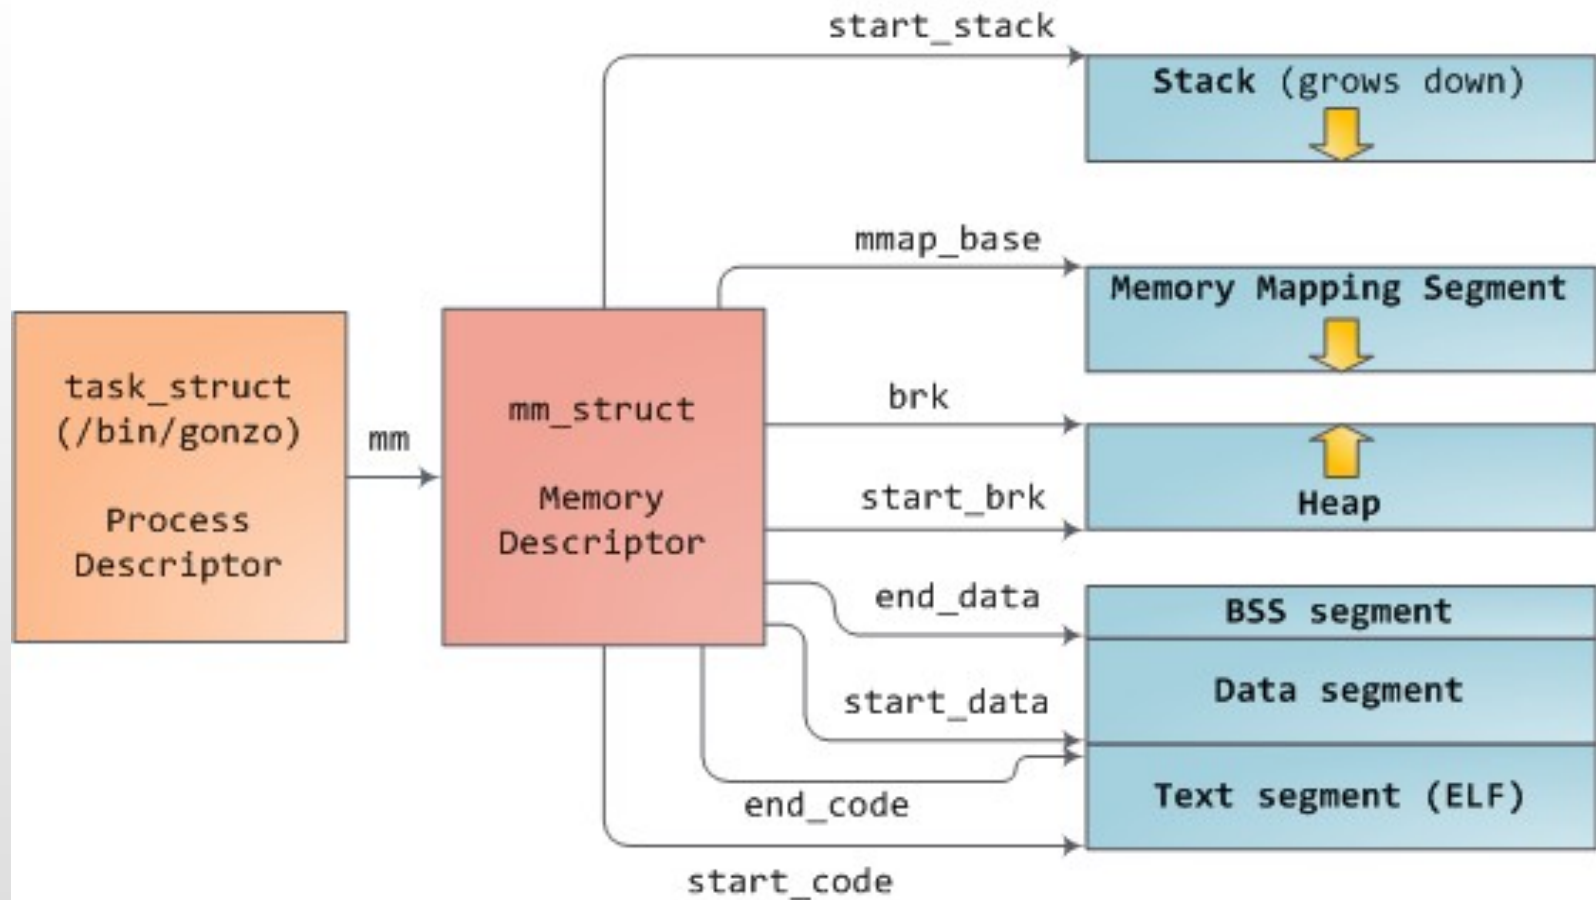 start_stack
Stack (grows down)
mmap_base
Memory Mapping Segment
task_struct
(/bin/gonzo)
Process
Descriptor
mm
mm_struct
Memory
Descriptor
brk
start_brk
Heap
end_data
BSS segment
start_data
Data segment
end_code
Text segment (ELF)
start_code